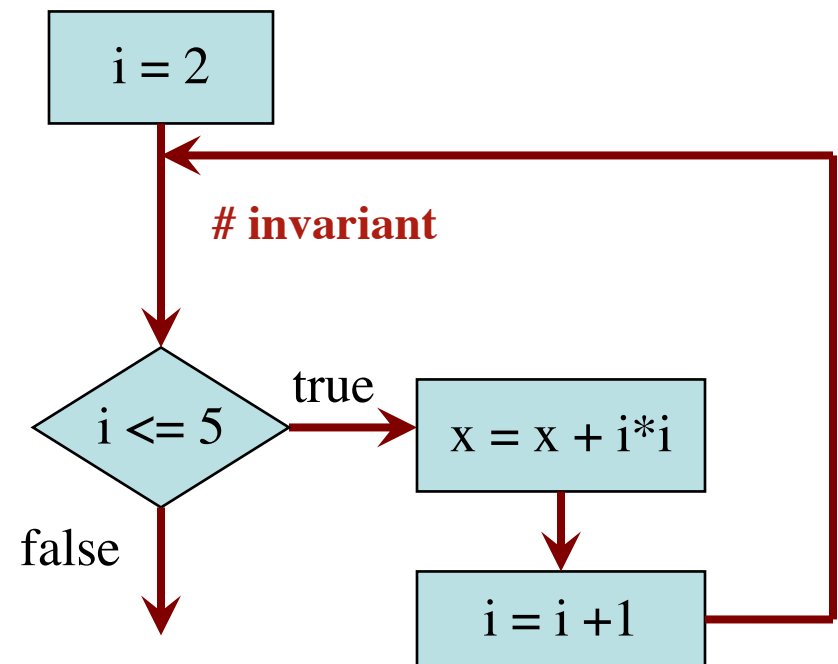 i = 2
# invariant
true
i <= 5
x = x + i*i
false
i = i +1